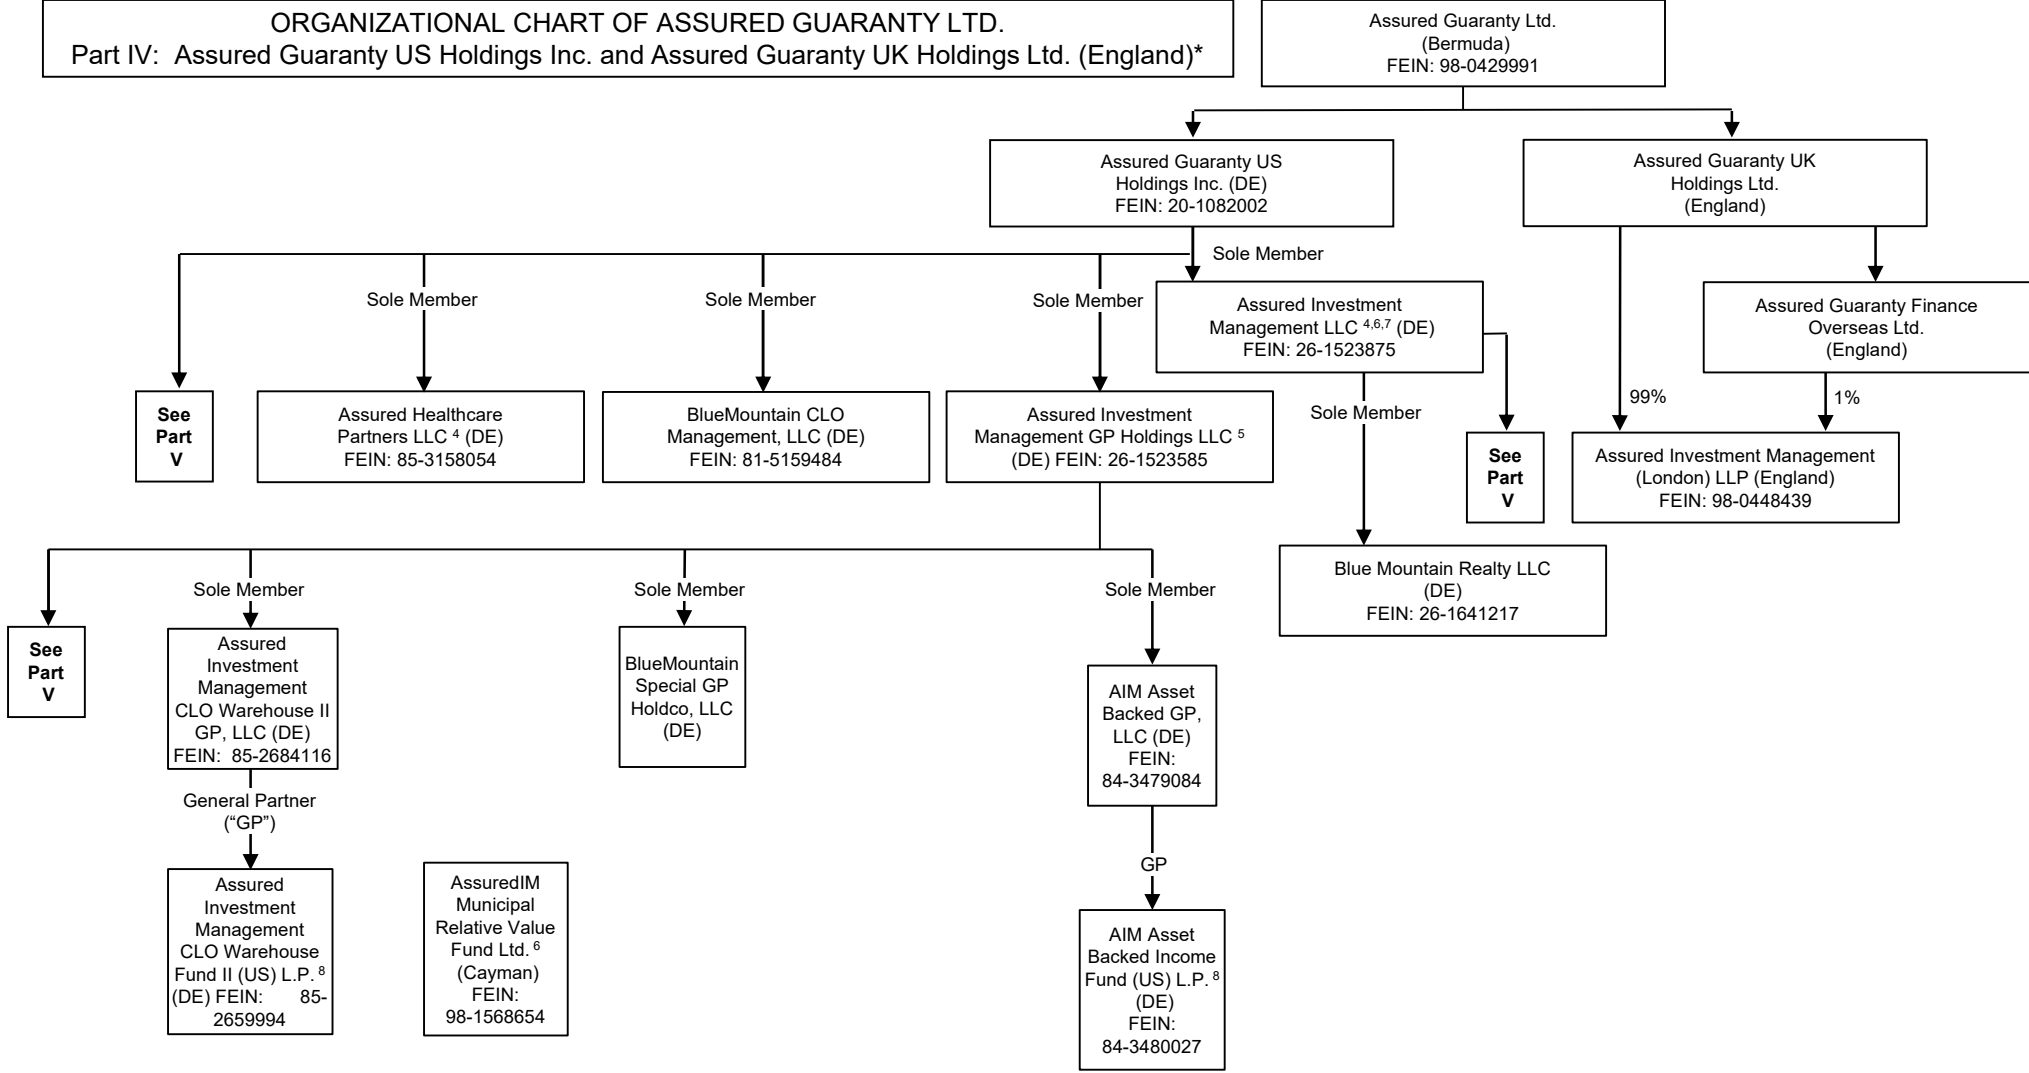 ORGANIZATIONAL CHART OF ASSURED GUARANTY LTD.
Part IV:  Assured Guaranty US Holdings Inc. and Assured Guaranty UK Holdings Ltd. (England)*
Assured Guaranty Ltd.
(Bermuda)
FEIN: 98-0429991
Assured Guaranty US
Holdings Inc. (DE)
FEIN: 20-1082002
Assured Guaranty UK
Holdings Ltd.
(England)
Sole Member
Sole Member
Sole Member
Sole Member
Assured Investment
Management LLC 4,6,7 (DE)
FEIN: 26-1523875
Assured Guaranty Finance
Overseas Ltd.
(England)
See
Part
V
Assured Healthcare
Partners LLC 4 (DE)
FEIN: 85-3158054
BlueMountain CLO
Management, LLC (DE)
FEIN: 81-5159484
Assured Investment
Management GP Holdings LLC 5
(DE) FEIN: 26-1523585
Sole Member
99%
1%
See
Part
V
Assured Investment Management
(London) LLP (England)
FEIN: 98-0448439
Blue Mountain Realty LLC
(DE)
FEIN: 26-1641217
Sole Member
Sole Member
Sole Member
See
Part
V
Assured
Investment
Management
CLO Warehouse II
GP, LLC (DE)
FEIN:  85-2684116
BlueMountain
Special GP
Holdco, LLC
(DE)
AIM Asset
Backed GP,
LLC (DE)
FEIN:
84-3479084
General Partner
(“GP”)
GP
Assured
Investment
Management
CLO Warehouse
Fund II (US) L.P. 8
(DE) FEIN: 85-
2659994
AssuredIM
Municipal
Relative Value
Fund Ltd. 6
(Cayman)
FEIN:
98-1568654
AIM Asset
Backed Income
Fund (US) L.P. 8
(DE)
FEIN:
84-3480027